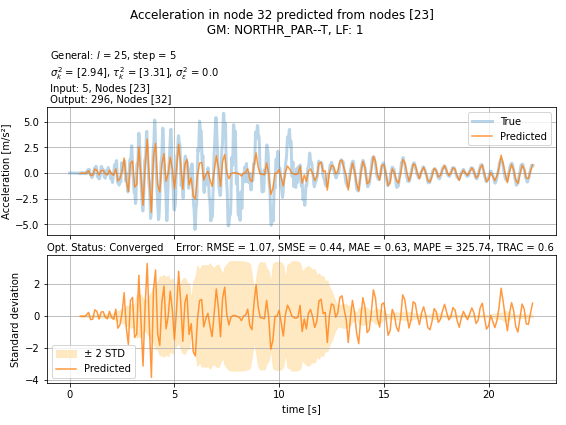 Acceleration in node 32 predicted from nodes [23]
GM: NORTHR_PAR--T, LF: 1
General: l = 25, step = 5
σ²ₖ = [2.94], τ²ₖ = [3.31], σ²ε = 0.0
Input: 5, Nodes [23]
Output: 296, Nodes [32]
Acceleration [m/s²]
5.0
2.5
0.0
−2.5
−5.0
True
Predicted
Opt. Status: Converged Error: RMSE = 1.07, SMSE = 0.44, MAE = 0.63, MAPE = 325.74, TRAC = 0.6
Standard deviation
2
0
−2
−4
± 2 STD
Predicted
0 5 10 15 20
time [s]